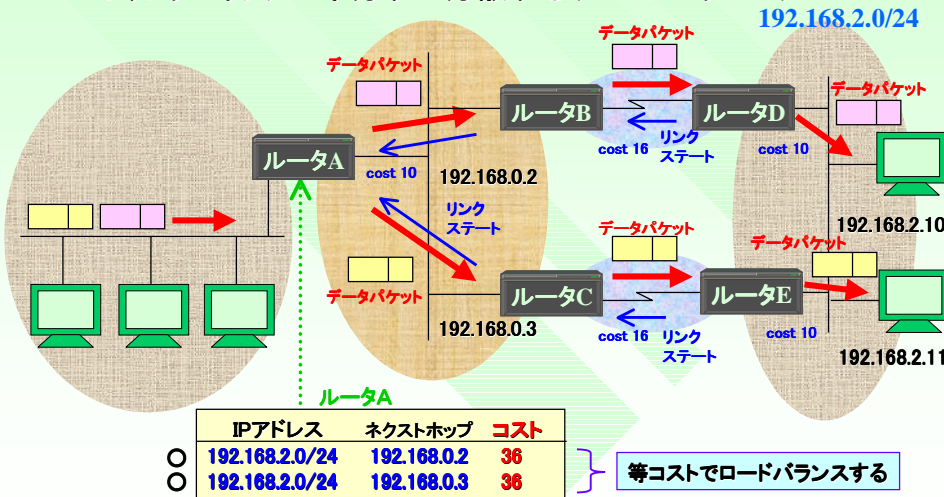 192.168.2.0/24
データパケット
データパケット
データパケット
ルータA
ルータB
ルータD
cost 10
192.168.0.2
cost 16
リンク
ステート
cost 10
192.168.2.10
リンク
ステート
データパケット
データパケット
データパケット
ルータC
ルータE
192.168.0.3
cost 16
リンク
ステート
cost 10
192.168.2.11
ルータA
IPアドレス ネクストホップ コスト
○ 192.168.2.0/24 192.168.0.2 36
○ 192.168.2.0/24 192.168.0.3 36
等コストでロードバランスする